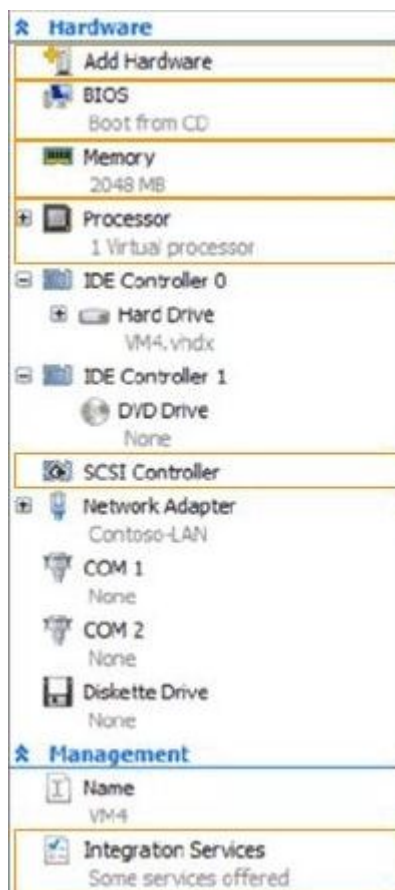 Hardware
Add Hardware
BIOS
Boot from CD
Memory
2048 MB
Processor
1 Virtual processor
IDE Controller 0
Hard Drive
VM4.vhdx
IDE Controller 1
DVD Drive
None
SCSI Controller
Network Adapter
Contoso-LAN
COM 1
None
COM 2
None
Diskette Drive
None
Management
Name
VM4
Integration Services
Some services offered